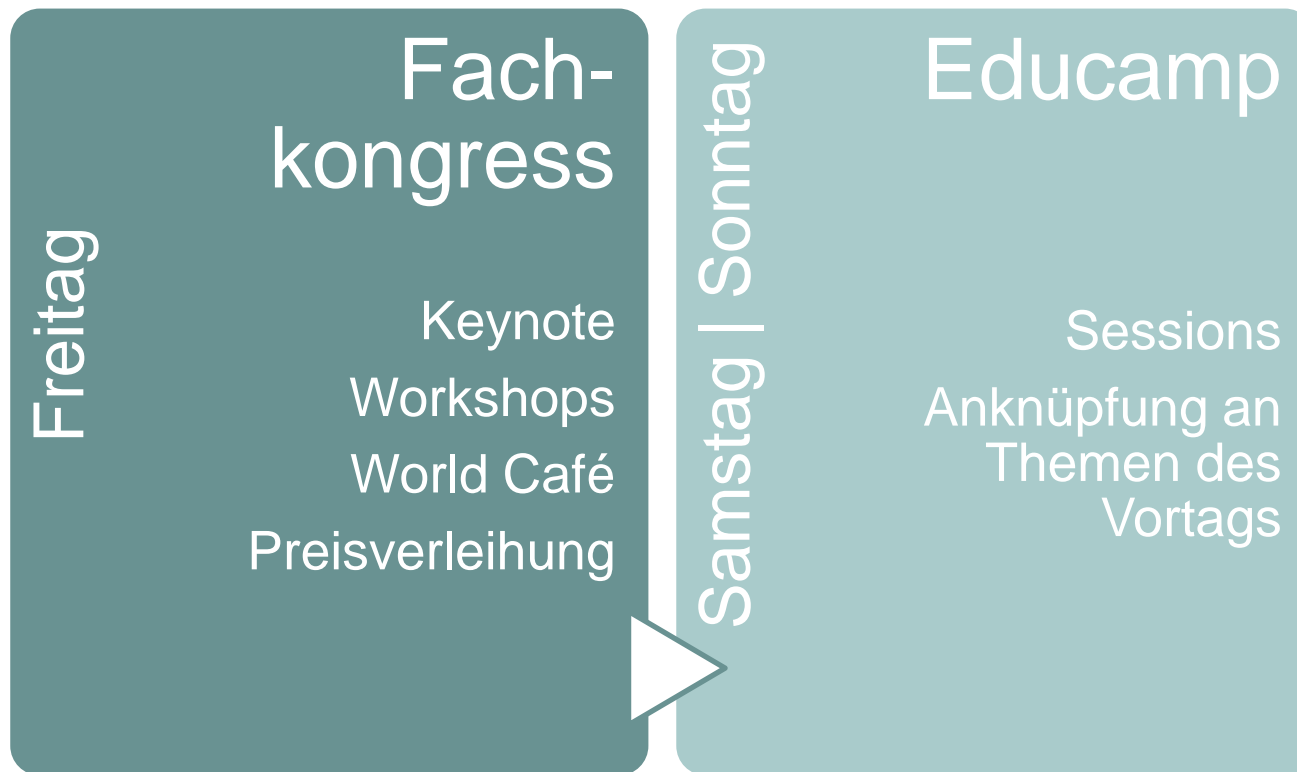 Freitag
Fach-
kongress
Keynote
Workshops
World Café
Preisverleihung
Samstag | Sonntag
Educamp
Sessions
Anknüpfung an
Themen des
Vortags